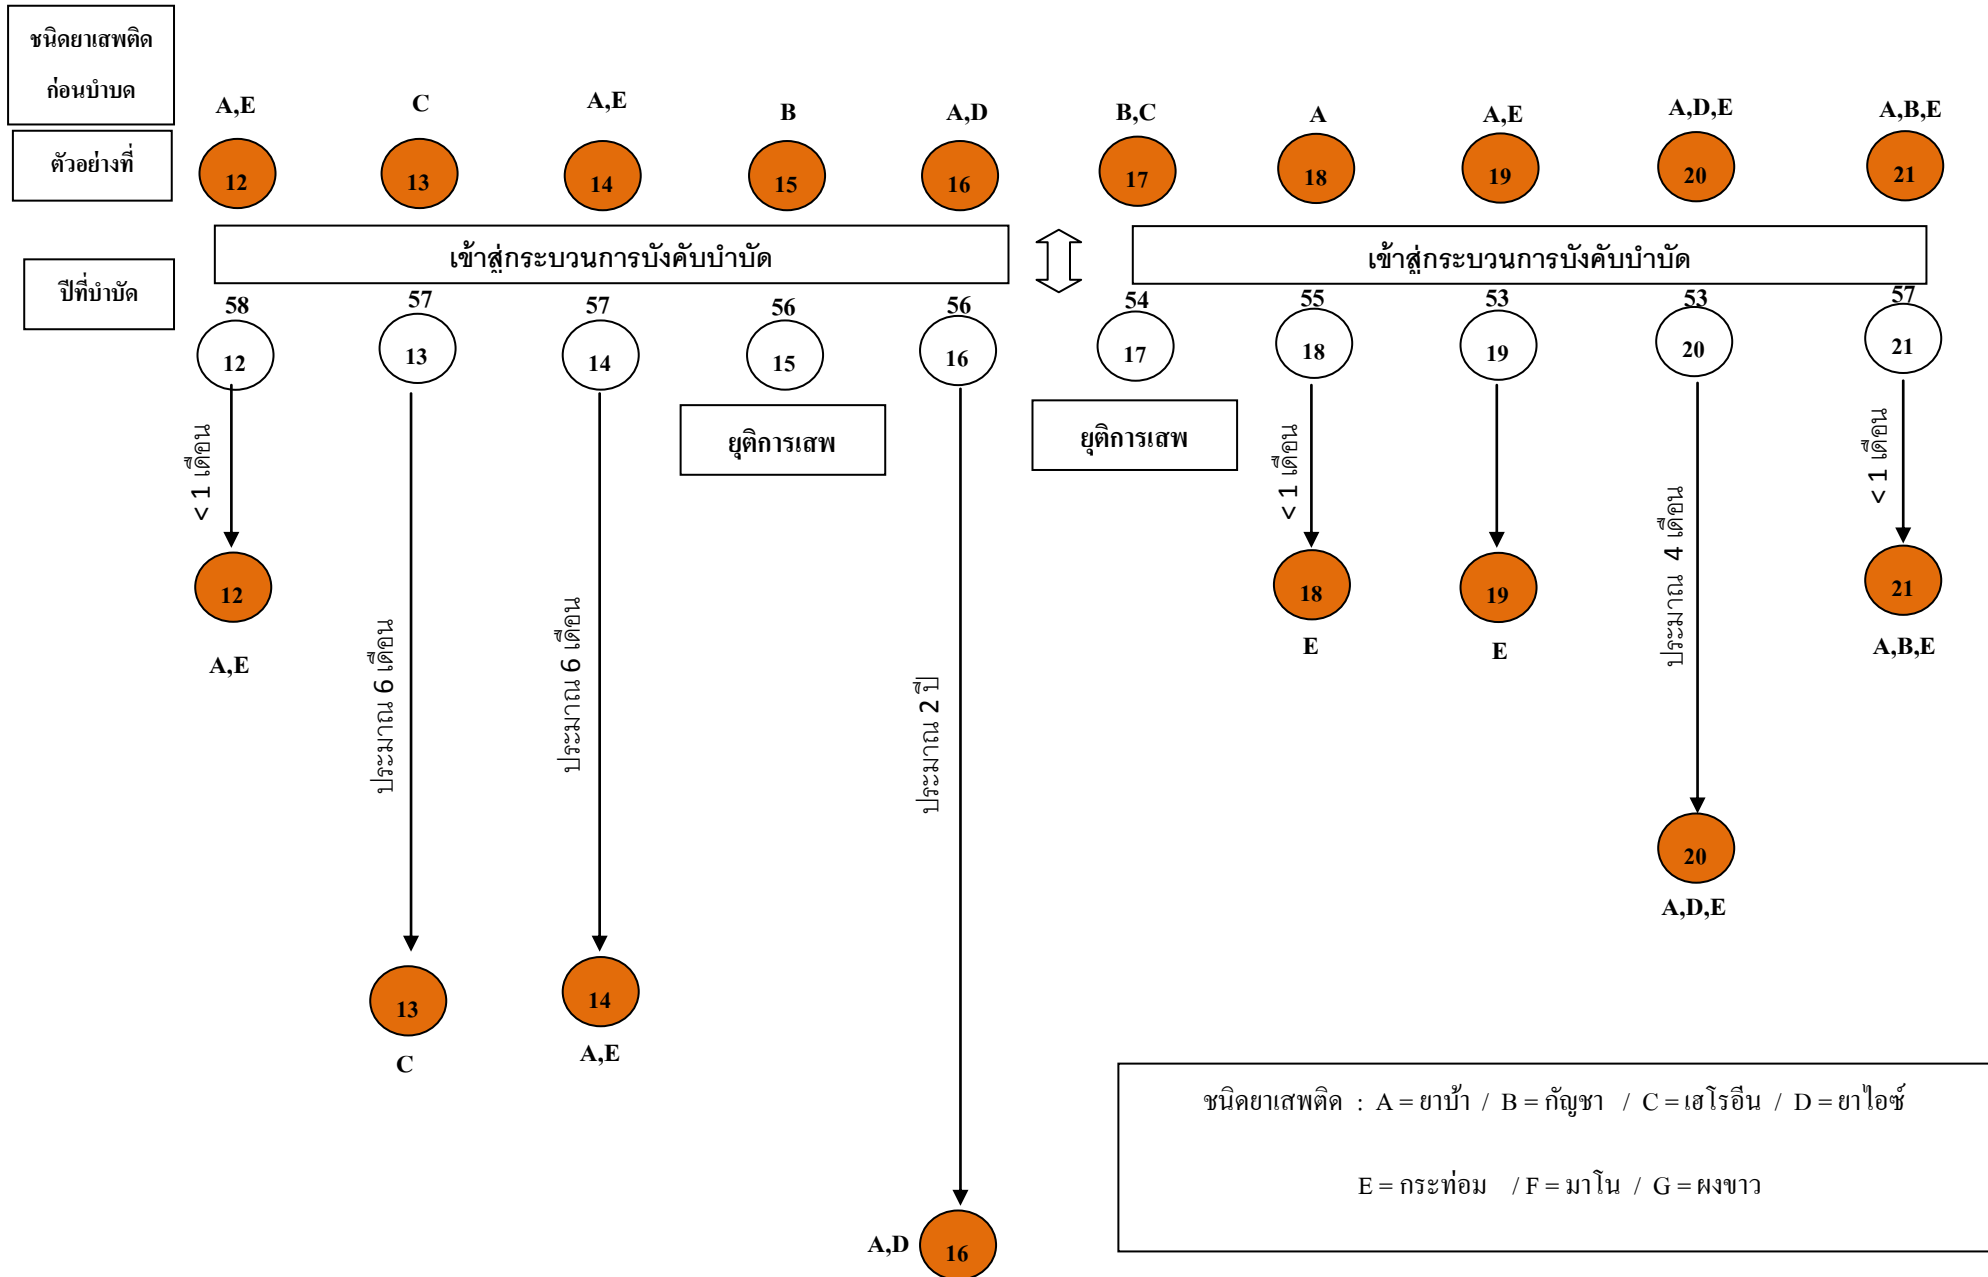 ชนิดยาเสพติด
ก่อนบำบด
A,E
C
A,E
B
A,D
B,C
A
A,E
A,D,E
A,B,E
ตัวอย่างที่
12
13
14
15
16
17
18
19
20
21
เข้าสู่กระบวนการบังคับบำบัด
เข้าสู่กระบวนการบังคับบำบัด
ปีที่บำบัด
58
57
57
56
56
54
55
53
53
57
12
13
14
15
16
17
18
19
20
21
ยุติการเสพ
ยุติการเสพ
< 1 เดือน
ประมาณ 6 เดือน
ประมาณ 6 เดือน
ประมาณ 2 ปี
< 1 เดือน
ประมาณ 4 เดือน
< 1 เดือน
12
A,E
18
E
19
E
21
A,B,E
20
A,D,E
13
C
14
A,E
A,D
16
ชนิดยาเสพติด : A = ยาบ้า / B = กัญชา / C = เฮโรอีน / D = ยาไอซ์
E = กระท่อม / F = มาโน / G = ผงขาว